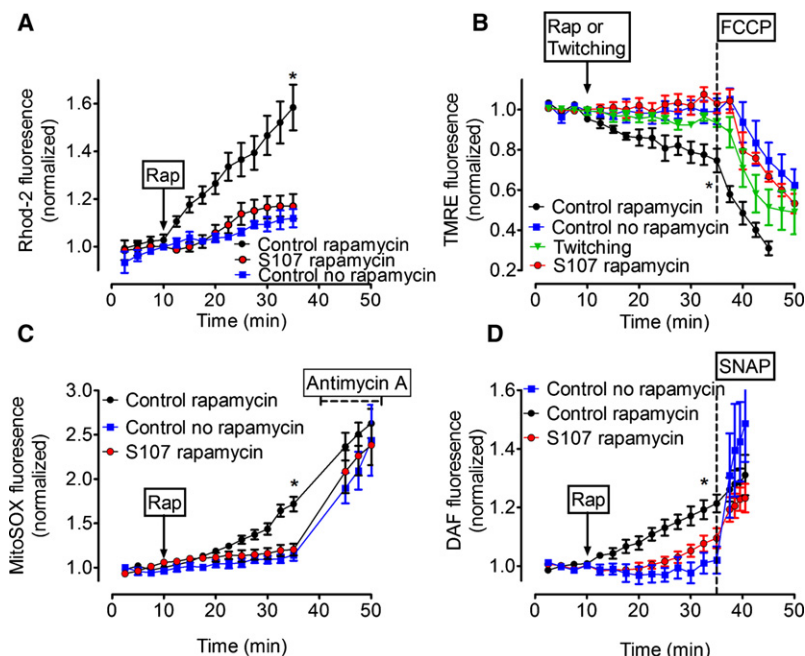 A
Rhod-2 fluoresence
(normalized)
1.6
1.4
1.2
1.0
Rap
*
Control rapamycin
S107 rapamycin
Control no rapamycin
0 10 20 30 40 50
Time (min)
B
TMRE fluoresence
(normalized)
1.0
0.8
0.6
0.4
0.2
Rap or
Twitching
FCCP
*
Control rapamycin
Control no rapamycin
Twitching
S107 rapamycin
0 10 20 30 40 50
Time (min)
C
MitoSOX fluoresence
(normalized)
3.0
2.5
2.0
1.5
1.0
Control rapamycin
Control no rapamycin
S107 rapamycin
Antimycin A
Rap
*
0 10 20 30 40 50
Time (min)
D
DAF fluoresence
(normalized)
1.6
1.4
1.2
1.0
SNAP
Control no rapamycin
Control rapamycin
S107 rapamycin
Rap
*
0 10 20 30 40 50
Time (min)